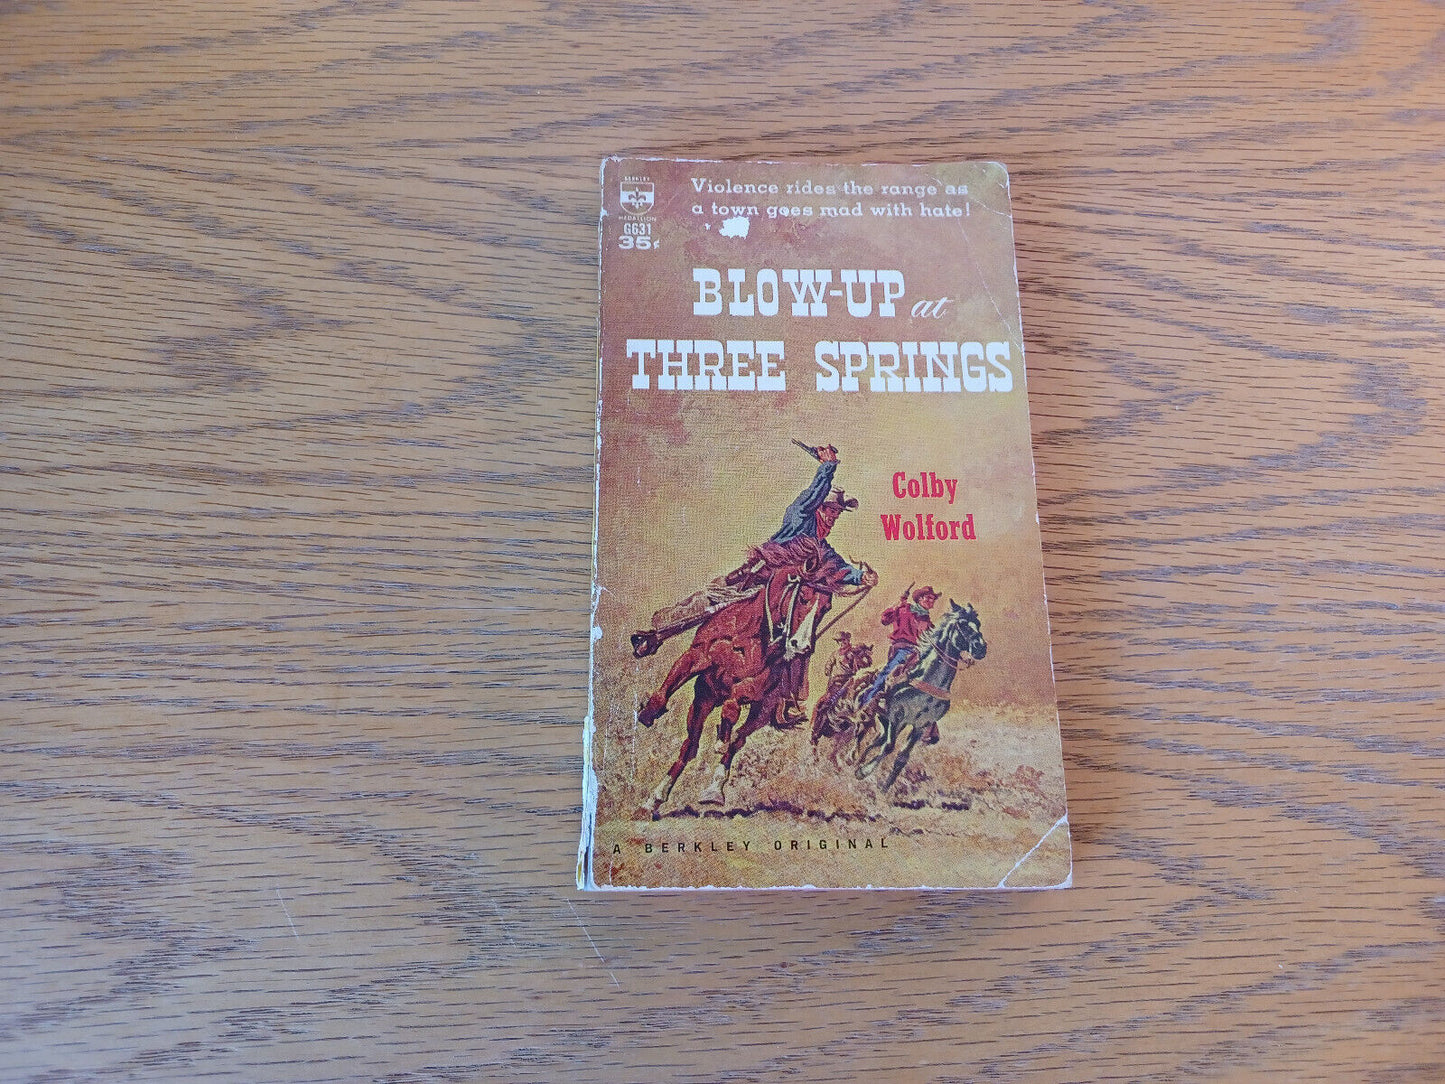 BERKLEY
MEDALLION
G631
35¢
Violence rides the range as
a town goes mad with hate!
BLOW-UP at
THREE SPRINGS
Colby
Wolford
A BERKLEY ORIGINAL